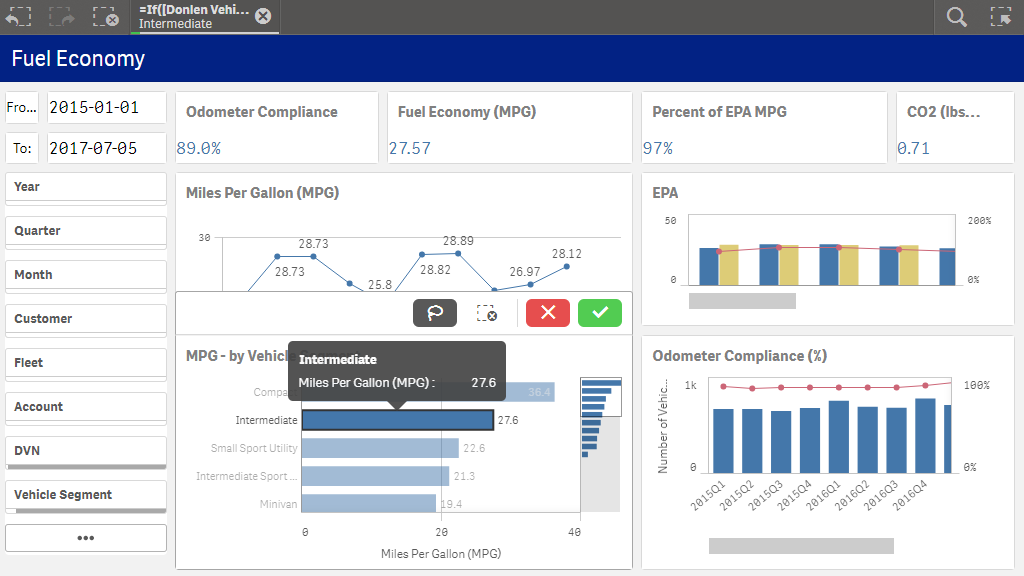 =If([Donlen Vehi...
Intermediate
Fuel Economy
Fro...
2015-01-01
To:
2017-07-05
Year
Quarter
Month
Customer
Fleet
Account
DVN
Vehicle Segment
•••
Odometer Compliance
89.0%
Fuel Economy (MPG)
27.57
Percent of EPA MPG
97%
CO2 (lbs...
0.71
Miles Per Gallon (MPG)
30
28.73
28.73
25.8
28.82
28.89
26.97
28.12
EPA
50
0
200%
0%
MPG - by Vehicle
Intermediate
Miles Per Gallon (MPG) :
27.6
36.4
Intermediate
27.6
Small Sport Utility
22.6
Intermediate Sport ...
21.3
Minivan
19.4
0
20
40
Miles Per Gallon (MPG)
Odometer Compliance (%)
Number of Vehic...
1k
0
100%
0%
2015Q1
2015Q2
2015Q3
2015Q4
2016Q1
2016Q2
2016Q3
2016Q4